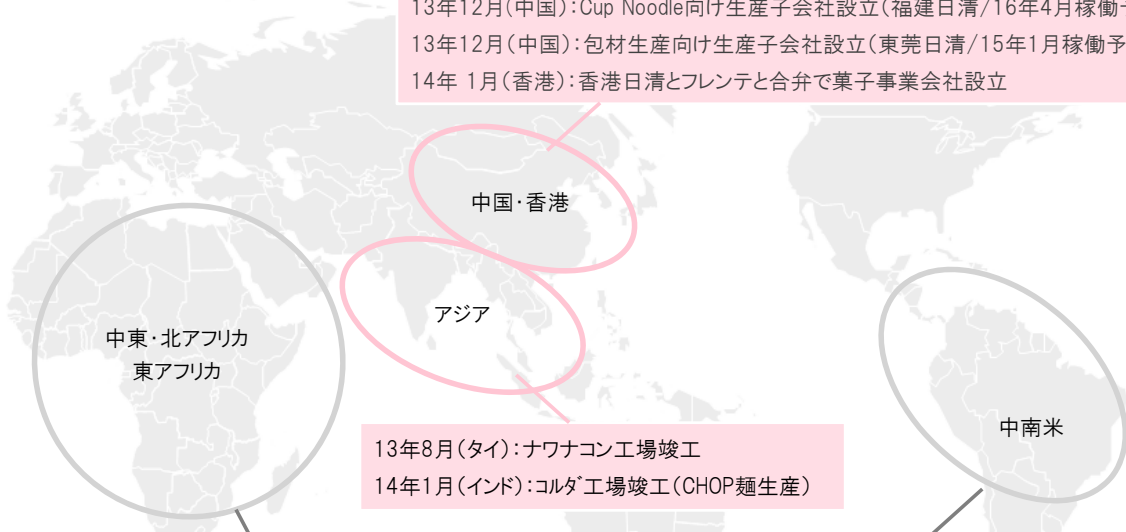 13年12月(中国):Cup Noodle向け生産子会社設立(福建日清/16年4月稼働
13年12月(中国):包材生産向け生産子会社設立(東莞日清/15年1月稼働予
14年 1月(香港):香港日清とフレンテと合弁で菓子事業会社設立
中国・香港
アジア
中東・北アフリカ
東アフリカ
中南米
13年8月(タイ):ナワナコン工場竣工
14年1月(インド):コルダ工場竣工(CHOP麺生産)